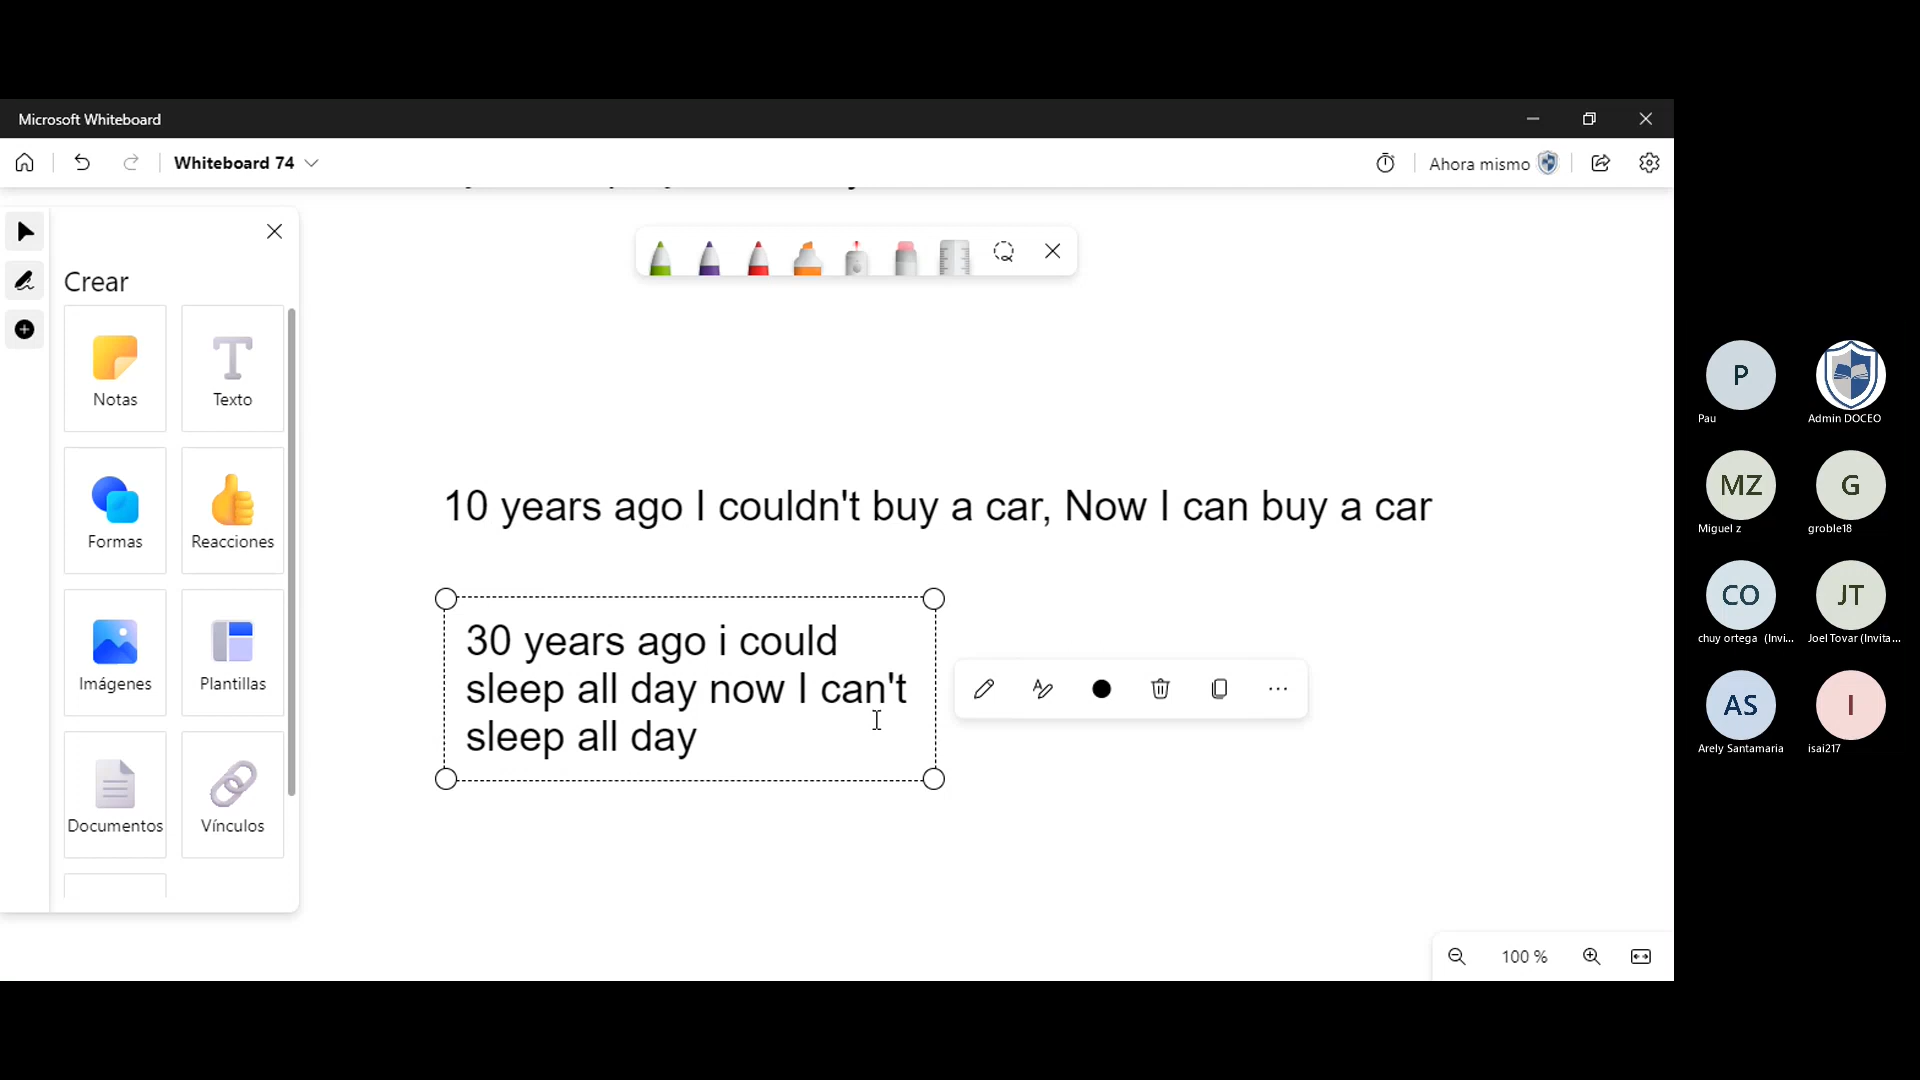 Microsoft Whiteboard
Whiteboard 74
Ahora mismo
Crear
Notas
Texto
Formas
Reacciones
Imágenes
Plantillas
Documentos
Vínculos
10 years ago I couldn't buy a car, Now I can buy a car
30 years ago i could
sleep all day now I can't
sleep all day
100 %
P
Pau
Admin DOCEO
MZ
Miguel z
G
groble18
CO
chuy ortega (Invi...
JT
Joel Tovar (Invita...
AS
Arely Santamaria
I
isai217